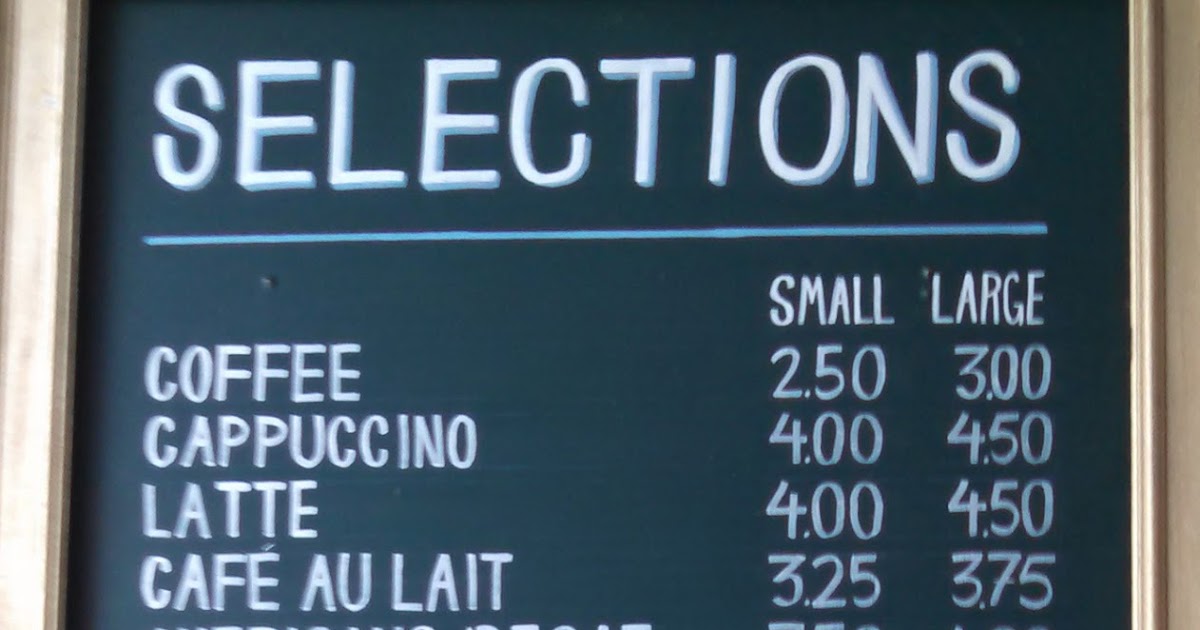 SELECTIONS
SMALL LARGE
COFFEE 2.50 3.00
CAPPUCCINO 4.00 4.50
LATTE 4.00 4.50
CAFÉ AU LAIT 3.25 3.75